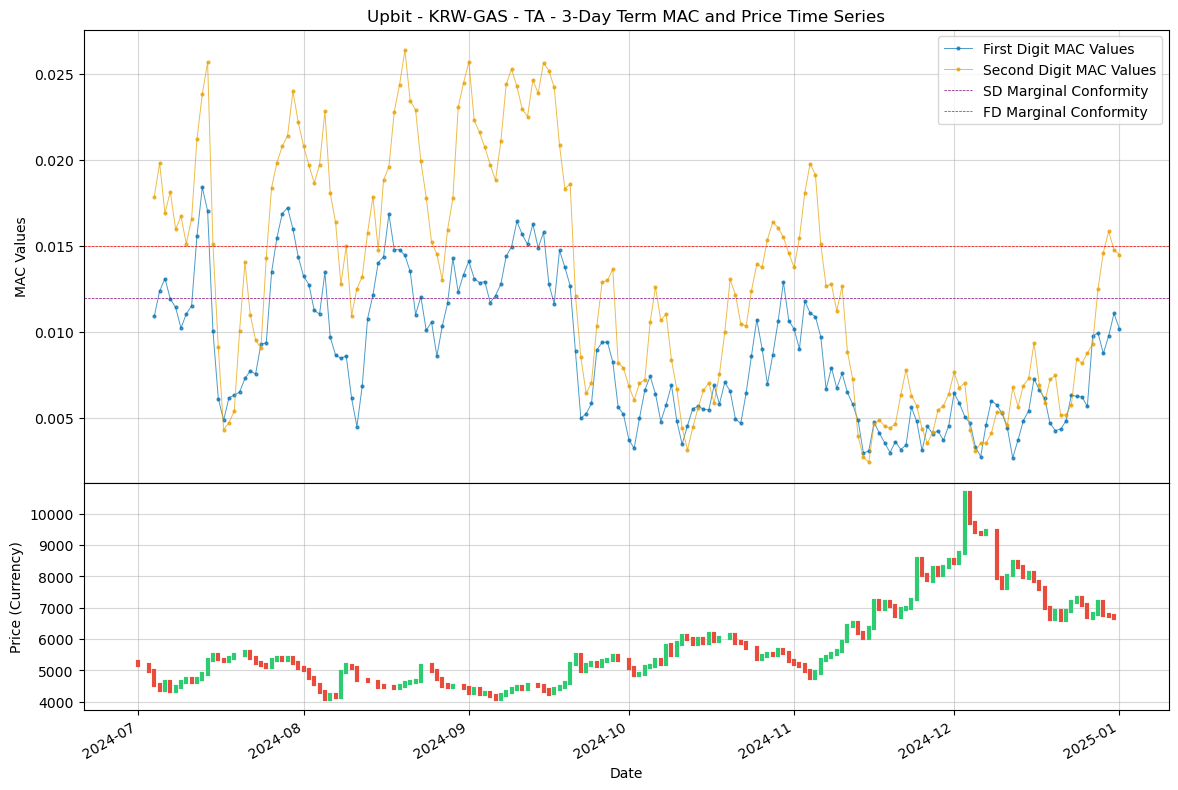 Upbit - KRW-GAS - TA - 3-Day Term MAC and Price Time Series
First Digit MAC Values
Second Digit MAC Values
SD Marginal Conformity
FD Marginal Conformity
MAC Values
0.025
0.020
0.015
0.010
0.005
Price (Currency)
10000
9000
8000
7000
6000
5000
4000
2024-07
2024-08
2024-09
2024-10
2024-11
2024-12
2025-01
Date